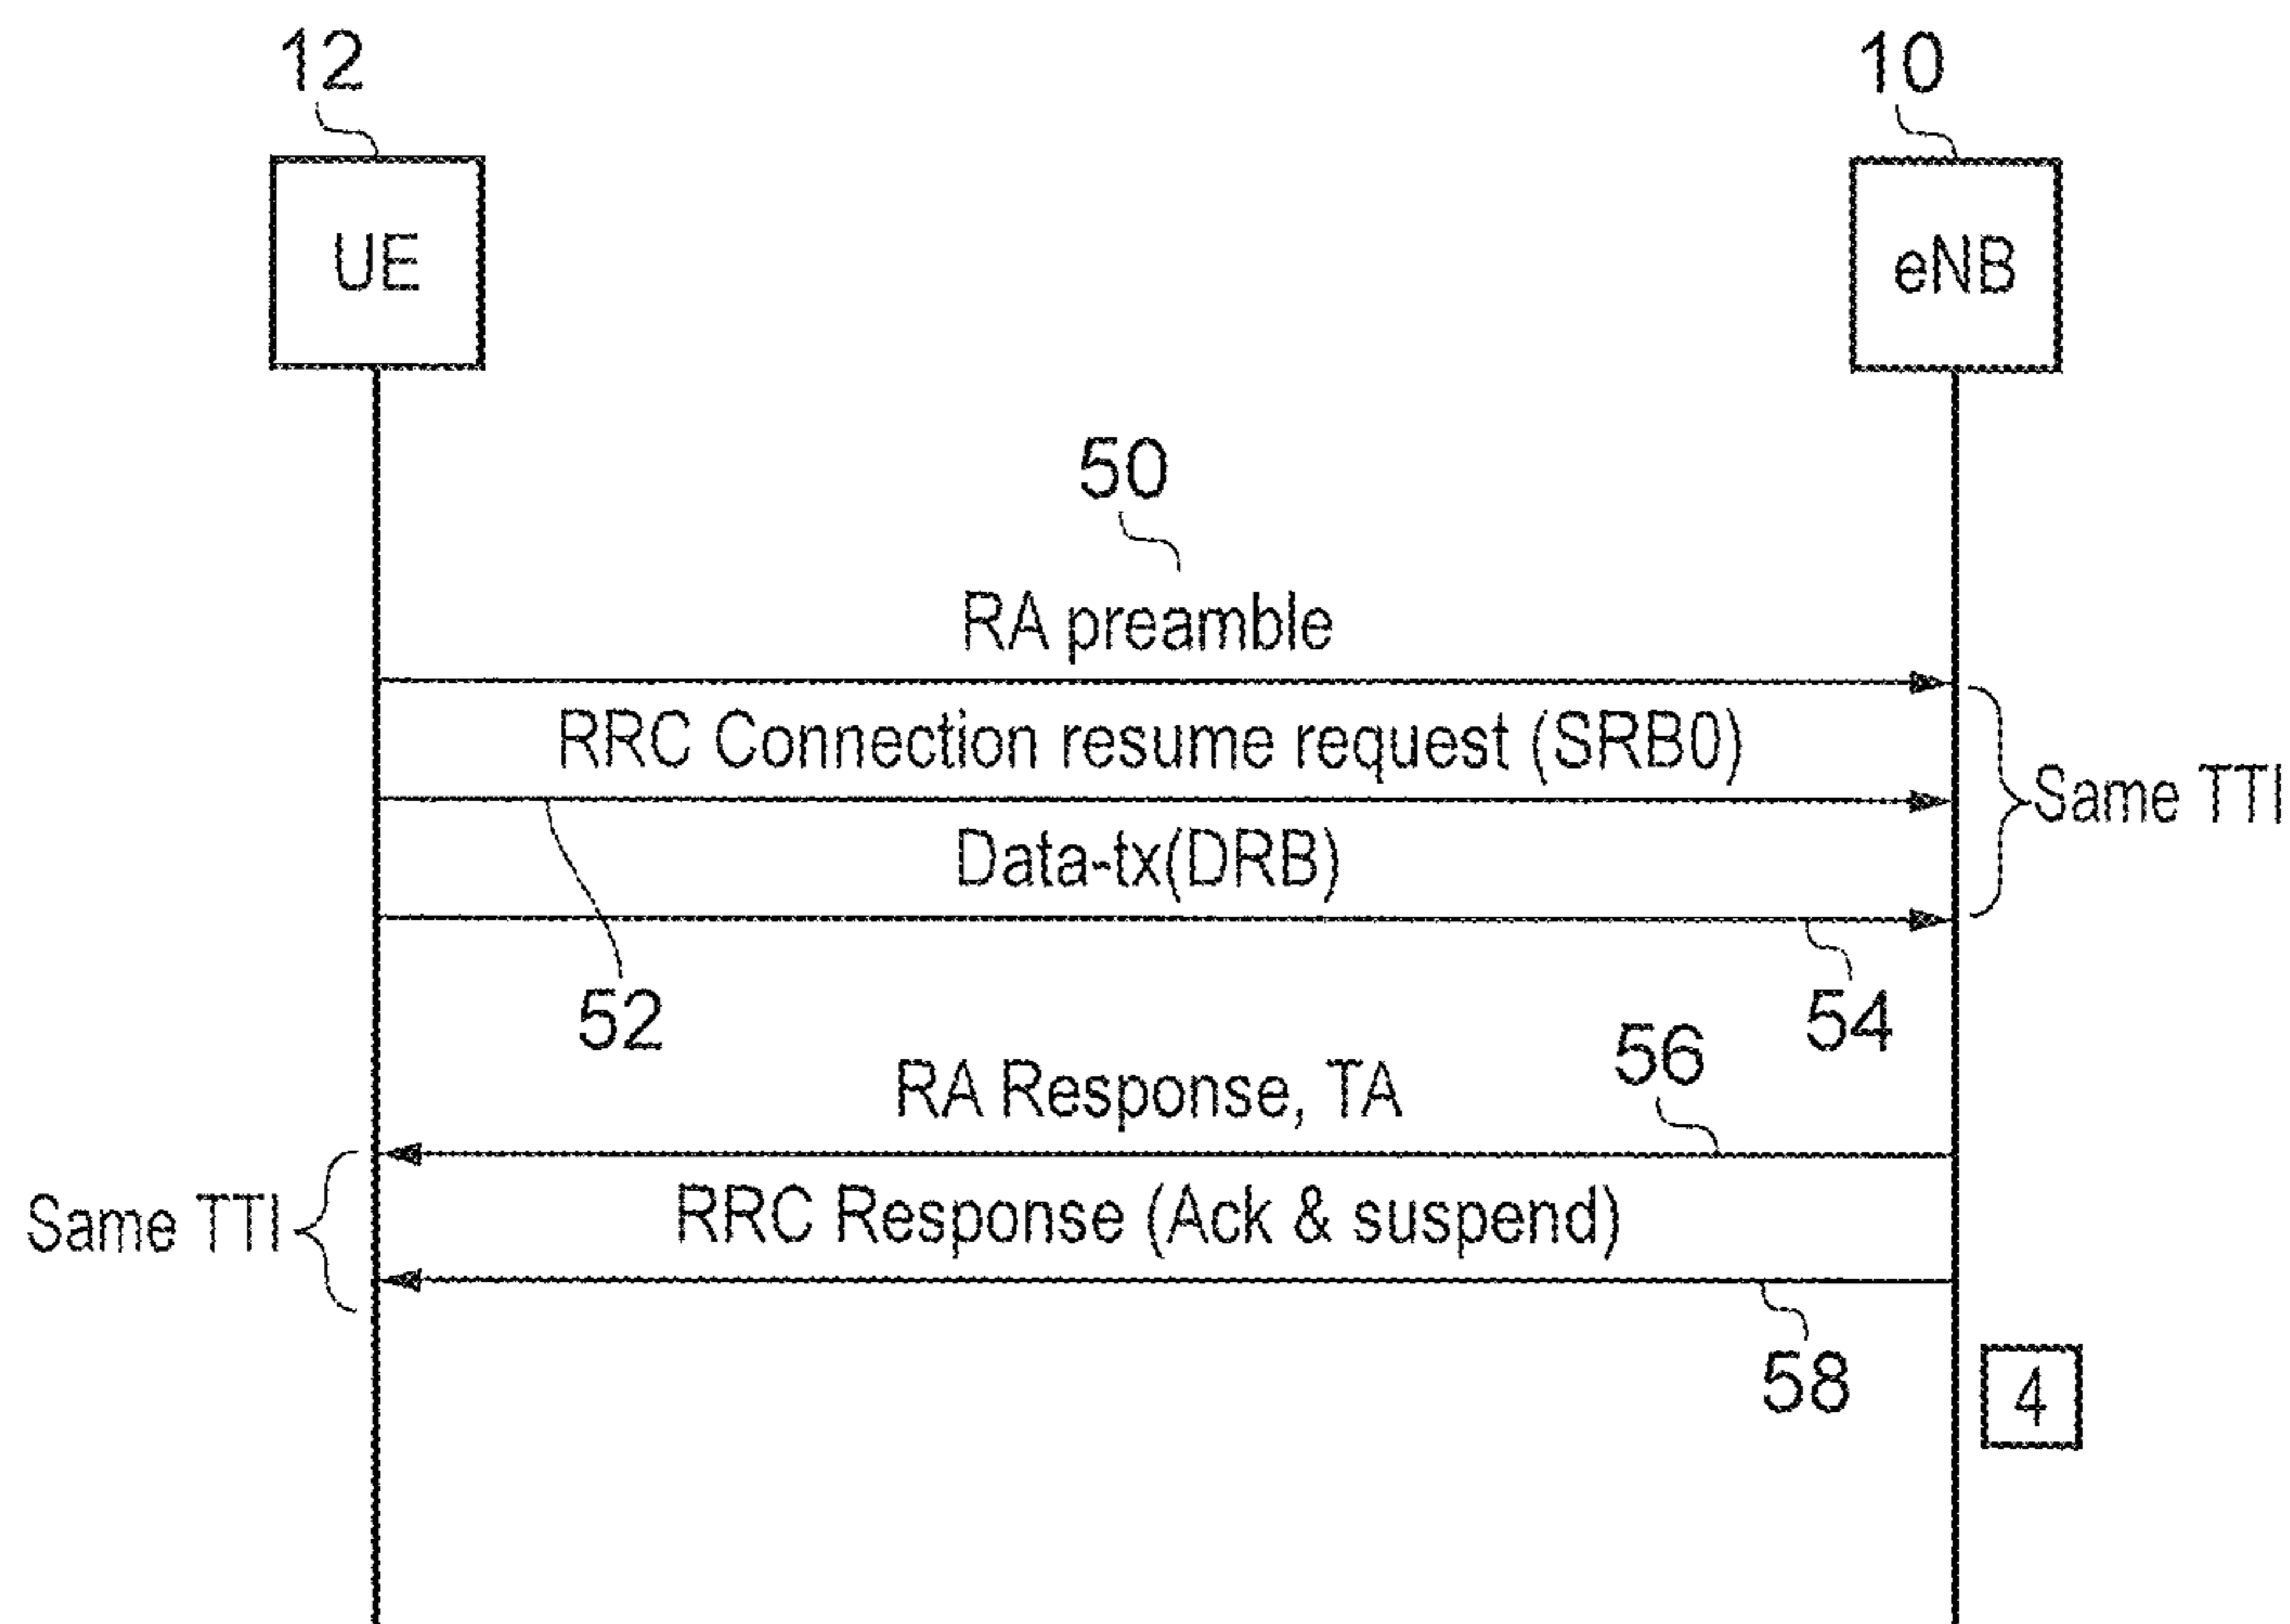 12
10
UE
eNB
50
RA preamble
RRC Connection resume request (SRB0)
Same TTI
Data-tx(DRB)
52
54
56
RA Response, TA
Same TTI
RRC Response (Ack & suspend)
58
4